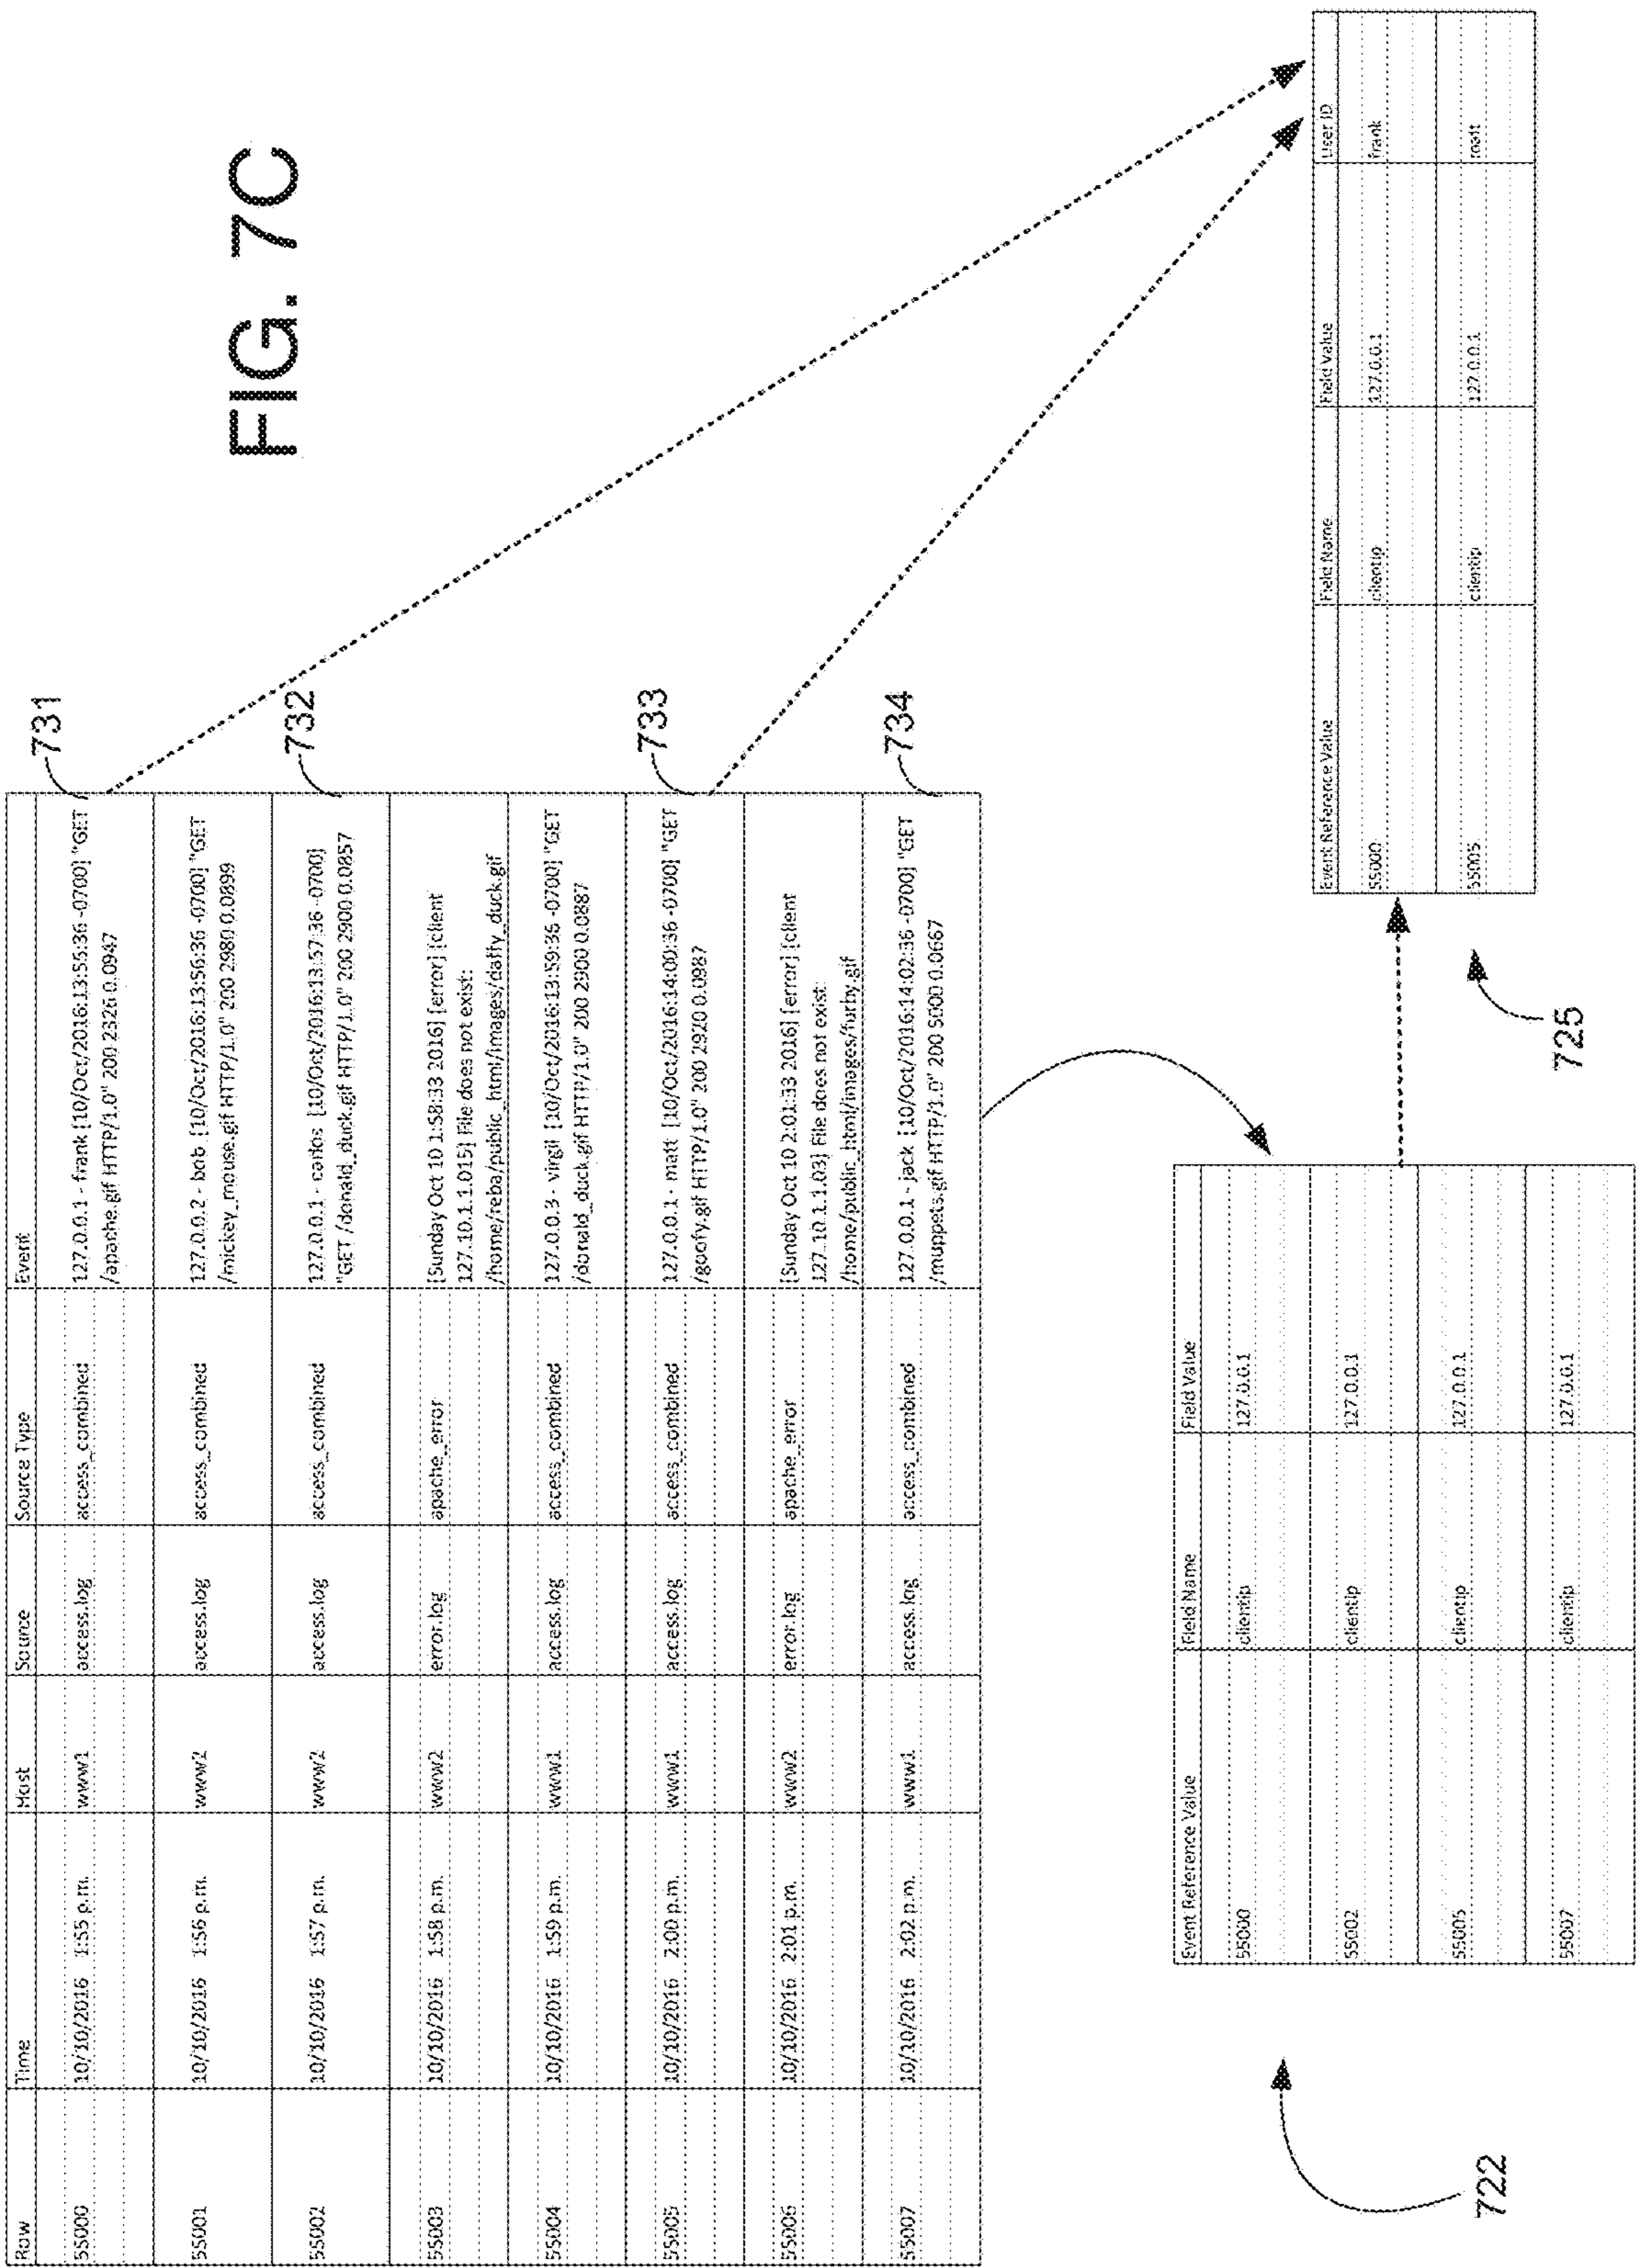 FIG. 7C
Row Time Host Source Source Type Event
55000 10/10/2016 1:55 p.m. www1 access.log access_combined 127.0.0.1 - frank [10/Oct/2016:13:55:36 -0700] "GET
/apache.gif HTTP/1.0" 200 2326 0.0947
731
55001 10/10/2016 1:56 p.m. www2 access.log access_combined 127.0.0.2 - bob [10/Oct/2016:13:56:36 -0700] "GET
/mickey_mouse.gif HTTP/1.0" 200 2980 0.0899
55002 10/10/2016 1:57 p.m. www2 access.log access_combined 127.0.0.1 - carlos [10/Oct/2016:13:57:36 -0700]
"GET /donald_duck.gif HTTP/1.0" 200 2900 0.0857
732
55003 10/10/2016 1:58 p.m. www2 error.log apache_error [Sunday Oct 10 1:58:33 2016] [error] [client
127.10.1.1.015] File does not exist:
/home/reba/public_html/images/daffy_duck.gif
55004 10/10/2016 1:59 p.m. www1 access.log access_combined 127.0.0.3 - virgil [10/Oct/2016:13:59:36 -0700] "GET
/donald_duck.gif HTTP/1.0" 200 2900 0.0887
55005 10/10/2016 2:00 p.m. www1 access.log access_combined 127.0.0.1 - matt [10/Oct/2016:14:00:36 -0700] "GET
/goofy.gif HTTP/1.0" 200 2920 0.0987
733
55006 10/10/2016 2:01 p.m. www2 error.log apache_error [Sunday Oct 10 2:01:33 2016] [error] [client
127.10.1.1.03] File does not exist:
/home/public_html/images/furby.gif
55007 10/10/2016 2:02 p.m. www1 access.log access_combined 127.0.0.1 - jack [10/Oct/2016:14:02:36 -0700] "GET
/muppets.gif HTTP/1.0" 200 5000 0.0667
734
722
Event Reference Value Field Name Field Value
55000 clientip 127.0.0.1
55002 clientip 127.0.0.1
55005 clientip 127.0.0.1
55007 clientip 127.0.0.1
725
Event Reference Value Field Name Field Value User ID
55000 clientip 127.0.0.1 frank
55005 clientip 127.0.0.1 matt